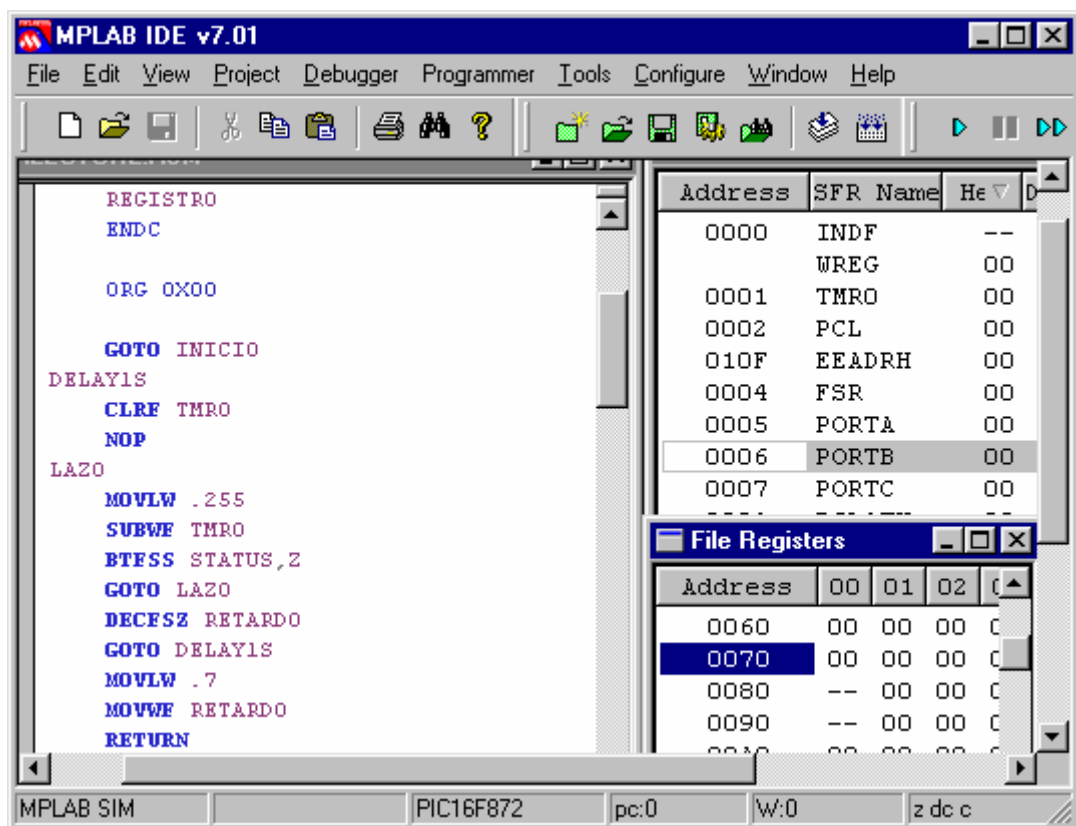 MPLAB IDE v7.01
File Edit View Project Debugger Programmer Tools Configure Window Help
REGISTRO
ENDC
ORG 0X00
GOTO INICIO
DELAY1S
CLRF TMR0
NOP
LAZO
MOVLW .255
SUBWF TMR0
BTFSS STATUS,Z
GOTO LAZO
DECFSZ RETARDO
GOTO DELAY1S
MOVLW .7
MOVWF RETARDO
RETURN
Address SFR Name He
0000 INDF --
WREG 00
0001 TMR0 00
0002 PCL 00
010F EEADRH 00
0004 FSR 00
0005 PORTA 00
0006 PORTB 00
0007 PORTC 00
File Registers
Address 00 01 02
0060 00 00 00
0070 00 00 00
0080 -- 00 00
0090 -- 00 00
MPLAB SIM PIC16F872 pc:0 W:0 z dc c